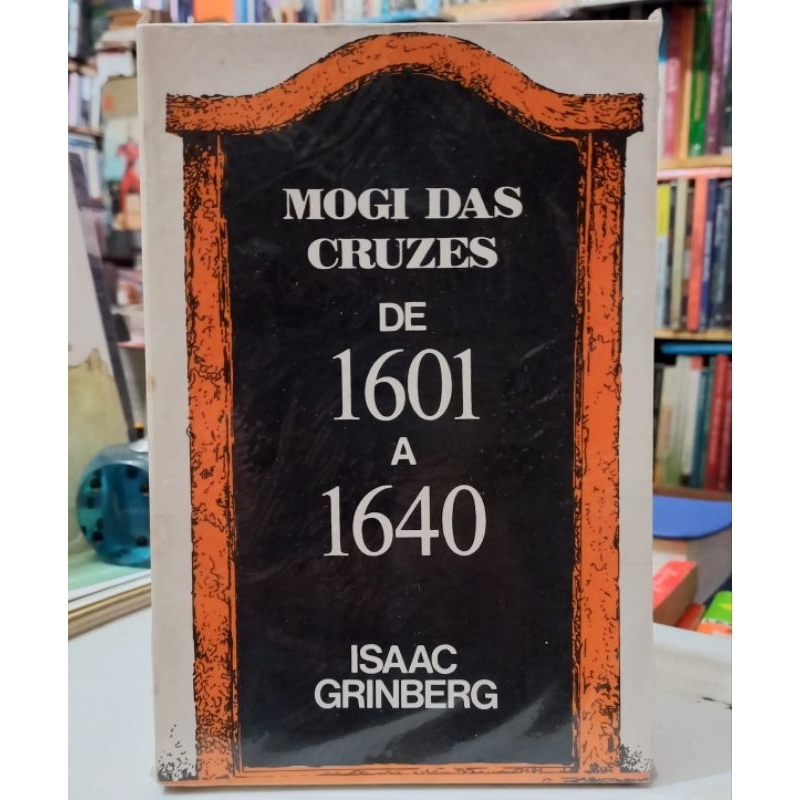 MOGI DAS
CRUZES
DE
1601
A
1640
ISAAC
GRINBERG